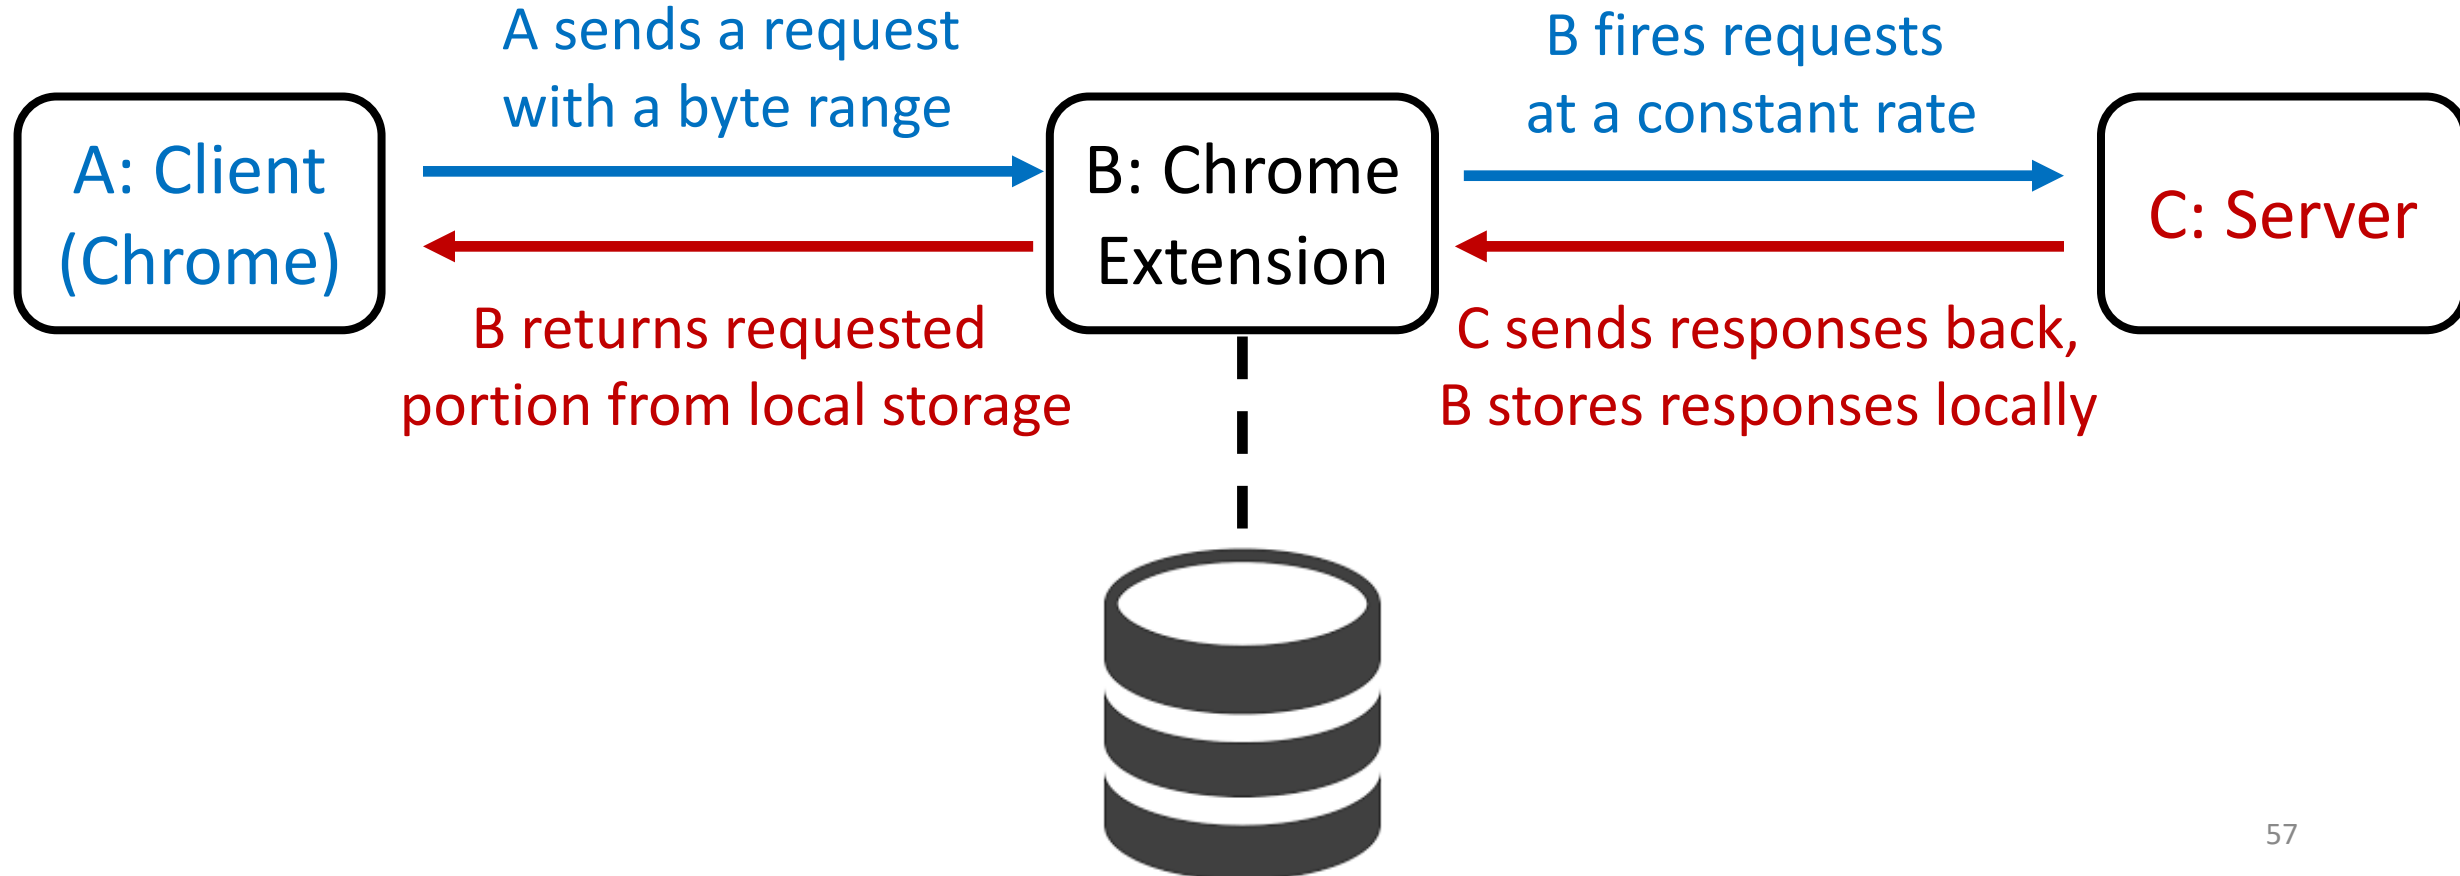 A sends a request
with a byte range
B fires requests
at a constant rate
A: Client
(Chrome)
B: Chrome
Extension
C: Server
B returns requested
portion from local storage
C sends responses back,
B stores responses locally
57